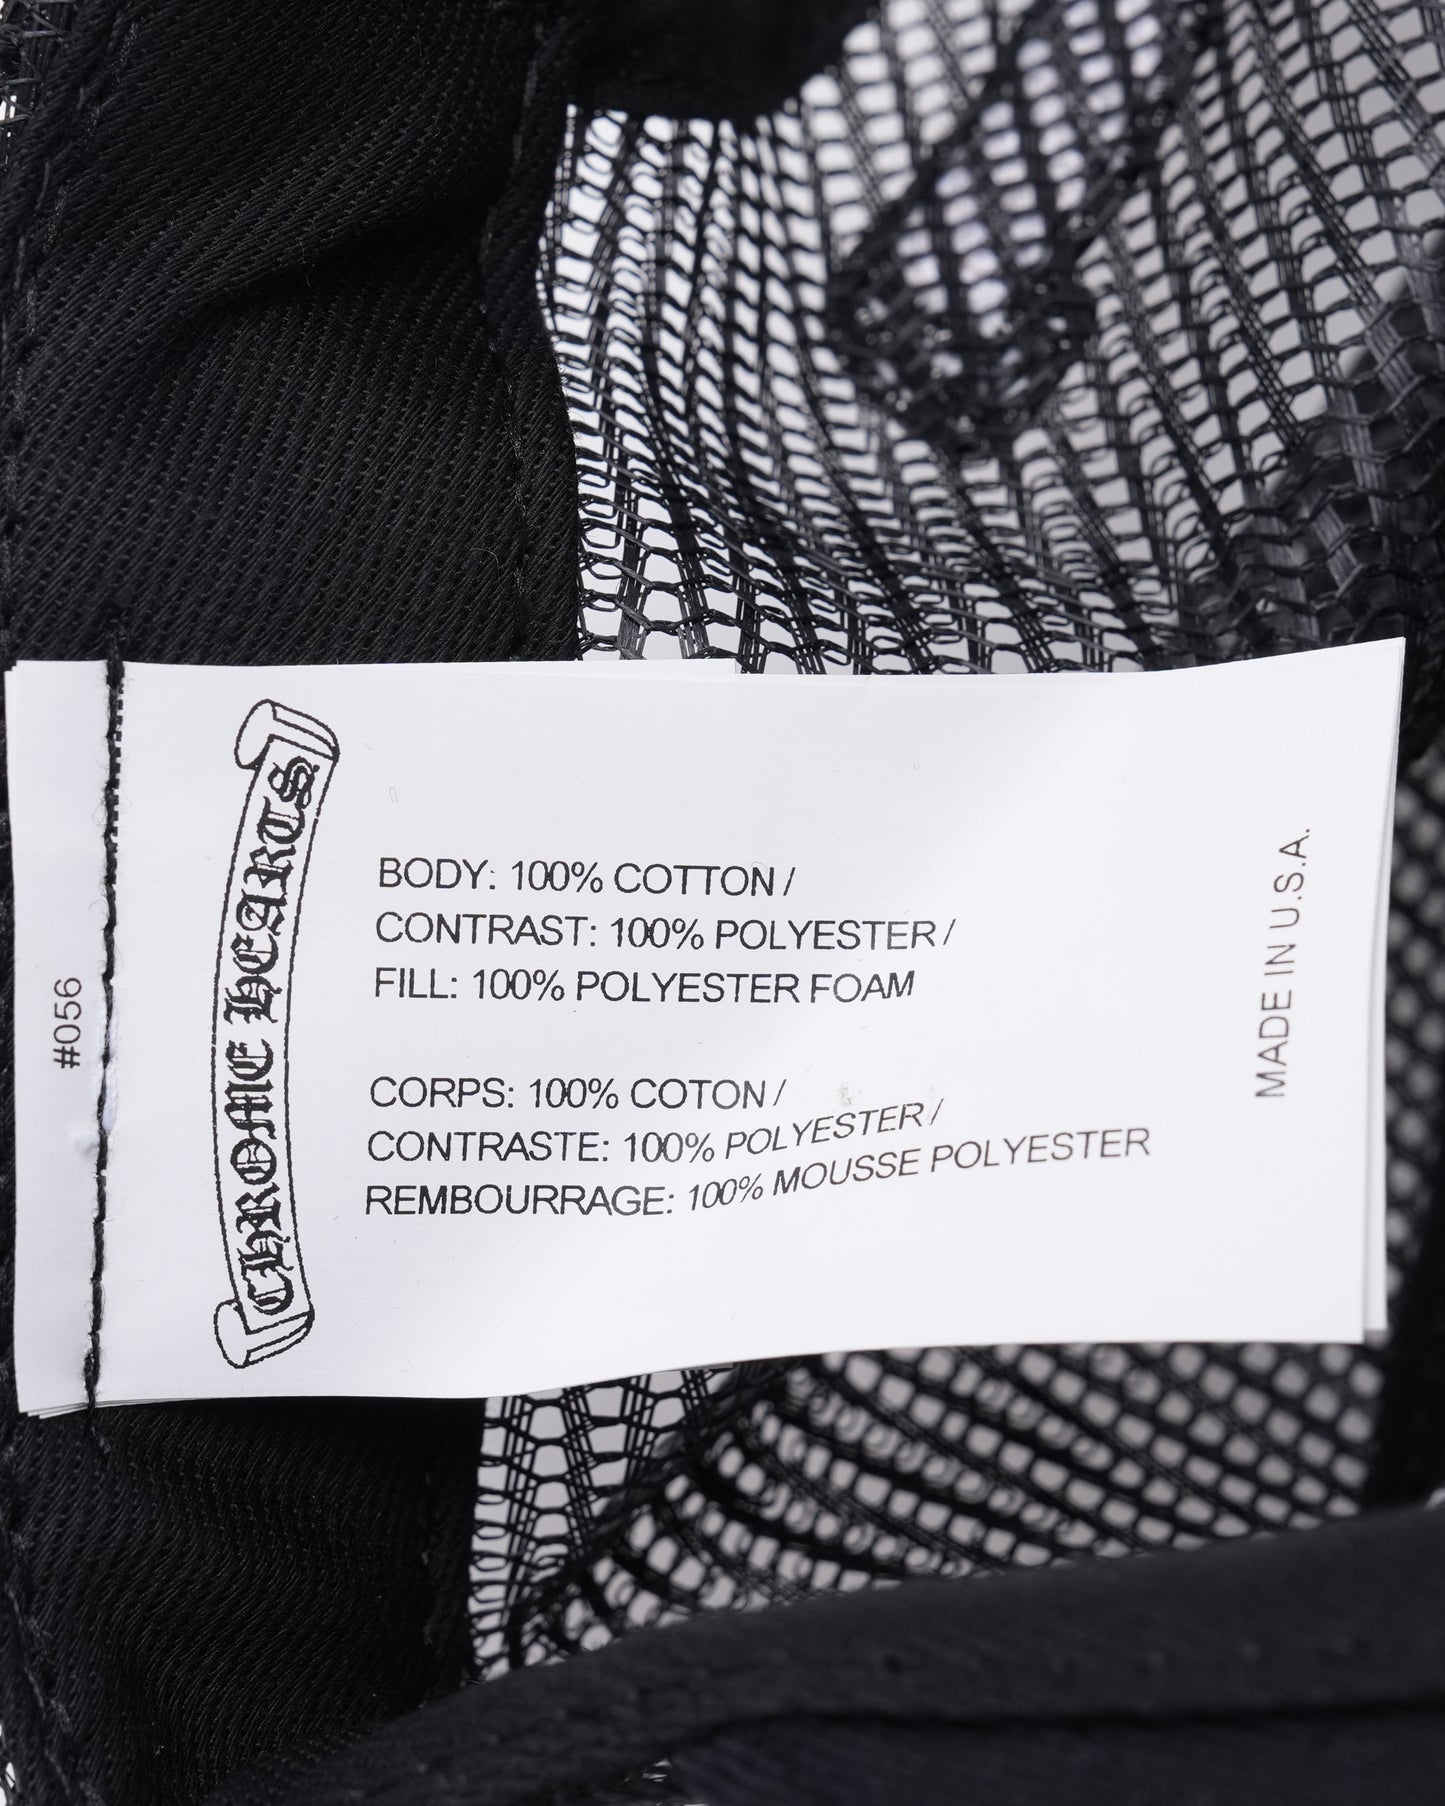 #056
CHROME HEARTS
BODY: 100% COTTON /
CONTRAST: 100% POLYESTER /
FILL: 100% POLYESTER FOAM
CORPS: 100% COTON /
CONTRASTE: 100% POLYESTER /
REMBOURRAGE: 100% MOUSSE POLYESTER
MADE IN U.S.A.